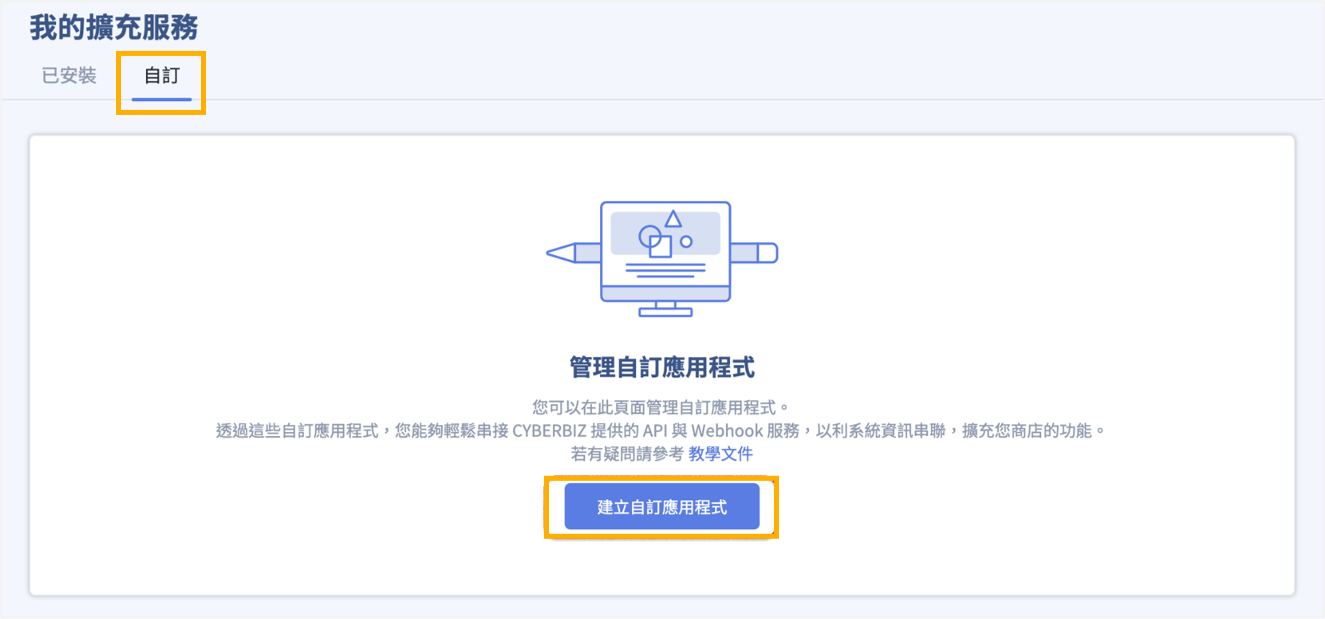 我的擴充服務
已安裝
自訂
管理自訂應用程式
您可以在此頁面管理自訂應用程式。
透過這些自訂應用程式，您能夠輕鬆串接 CYBERBIZ 提供的 API 與 Webhook 服務，以利系統資訊串聯，擴充您商店的功能。
若有疑問請參考 教學文件
建立自訂應用程式